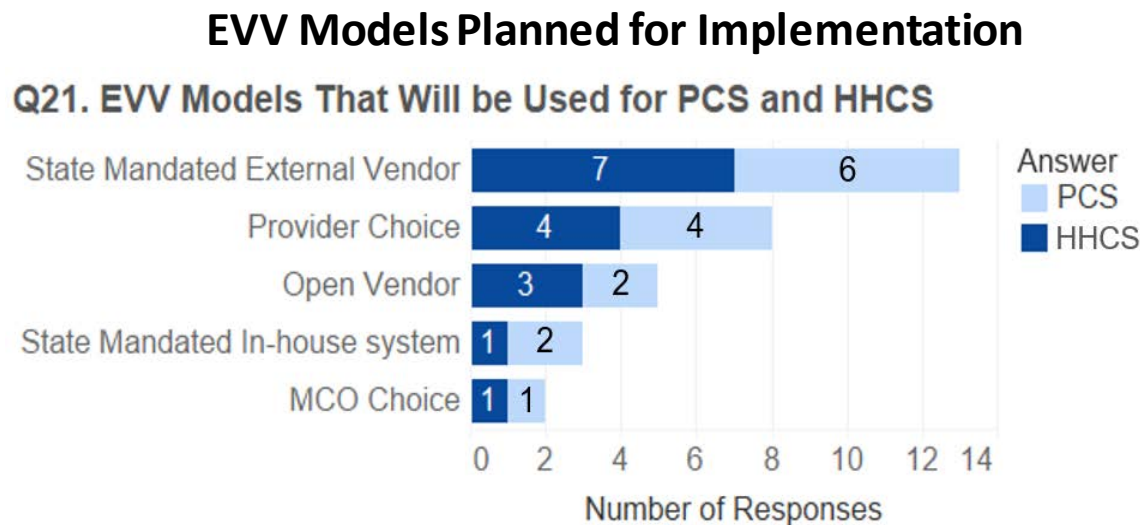 EVV Models Planned for Implementation
Q21. EVV Models That Will be Used for PCS and HHCS
State Mandated External Vendor 7 6
Provider Choice 4 4
Open Vendor 3 2
State Mandated In-house system 1 2
MCO Choice 1 1
0 2 4 6 8 10 12 14
Number of Responses
Answer
PCS
HHCS